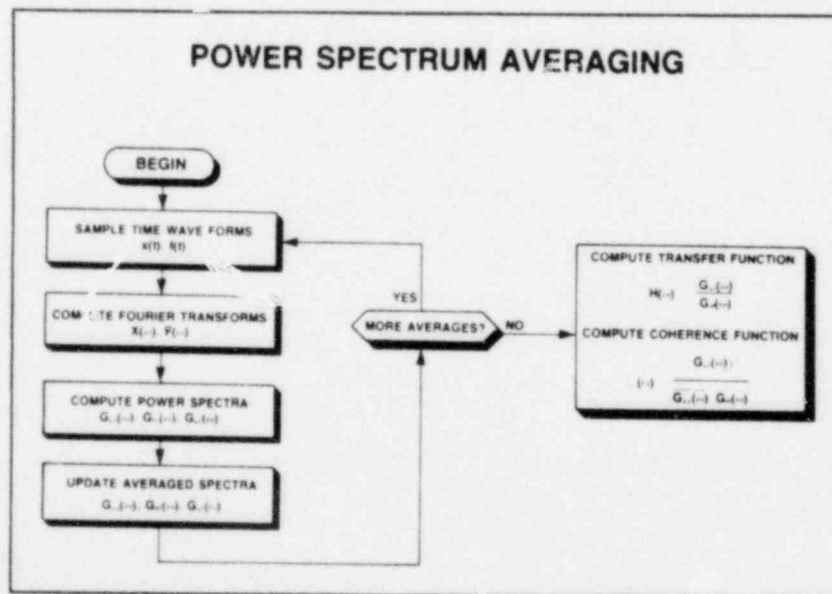 POWER SPECTRUM AVERAGING
BEGIN
SAMPLE TIME WAVE FORMS
x(t). f(t)
COMPUTE FOURIER TRANSFORMS
X(--). F(--)
COMPUTE POWER SPECTRA
UPDATE AVERAGED SPECTRA
YES
MORE AVERAGES?
NO
COMPUTE TRANSFER FUNCTION
H(--)
COMPUTE COHERENCE FUNCTION